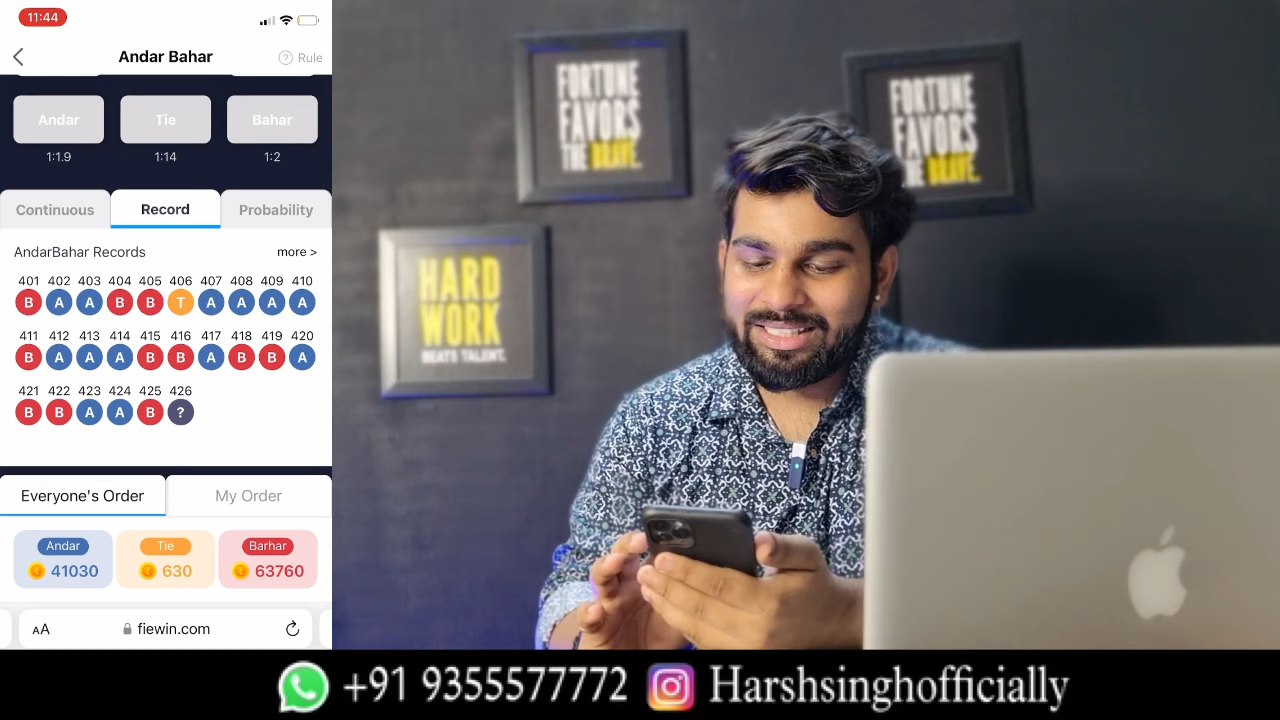 11:44
Andar Bahar
? Rule
Andar Tie Bahar
1:1.9 1:14 1:2
Continuous Record Probability
AndarBahar Records more >
401 402 403 404 405 406 407 408 409 410
B A A B B T A A A A
411 412 413 414 415 416 417 418 419 420
B A A A B B A B B A
421 422 423 424 425 426
B B A A B ?
Everyone's Order My Order
Andar Tie Barhar
41030 630 63760
AA fiewin.com
FORTUNE
FAVORS
THE BRAVE.
FORTUNE
FAVORS
THE BRAVE.
HARD
WORK
BEATS TALENT.
+91 9355577772 Harshsinghofficially